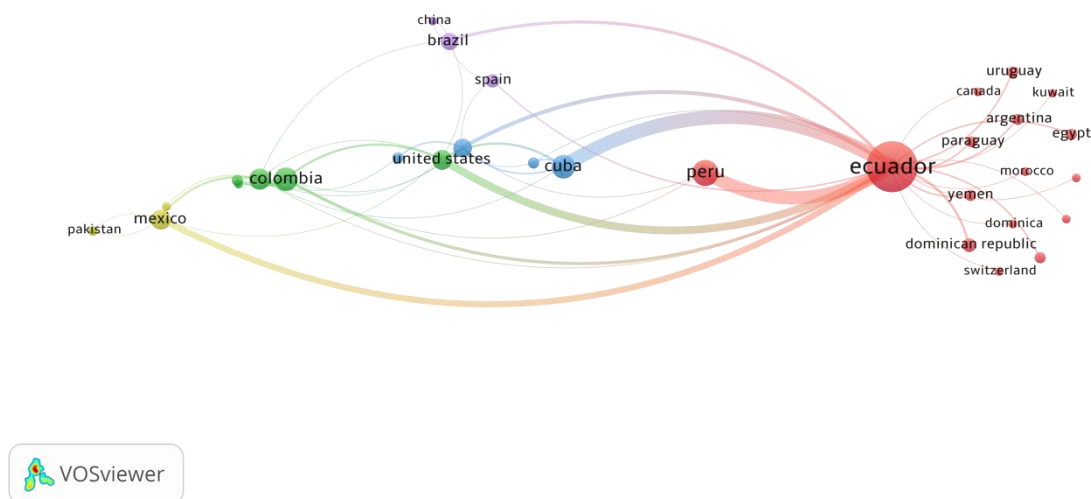 china
brazil
spain
uruguay
canada
kuwait
argentina
egypt
paraguay
united states
cuba
peru
ecuador
morocco
colombia
yemen
mexico
dominica
pakistan
dominican republic
switzerland
VOSviewer